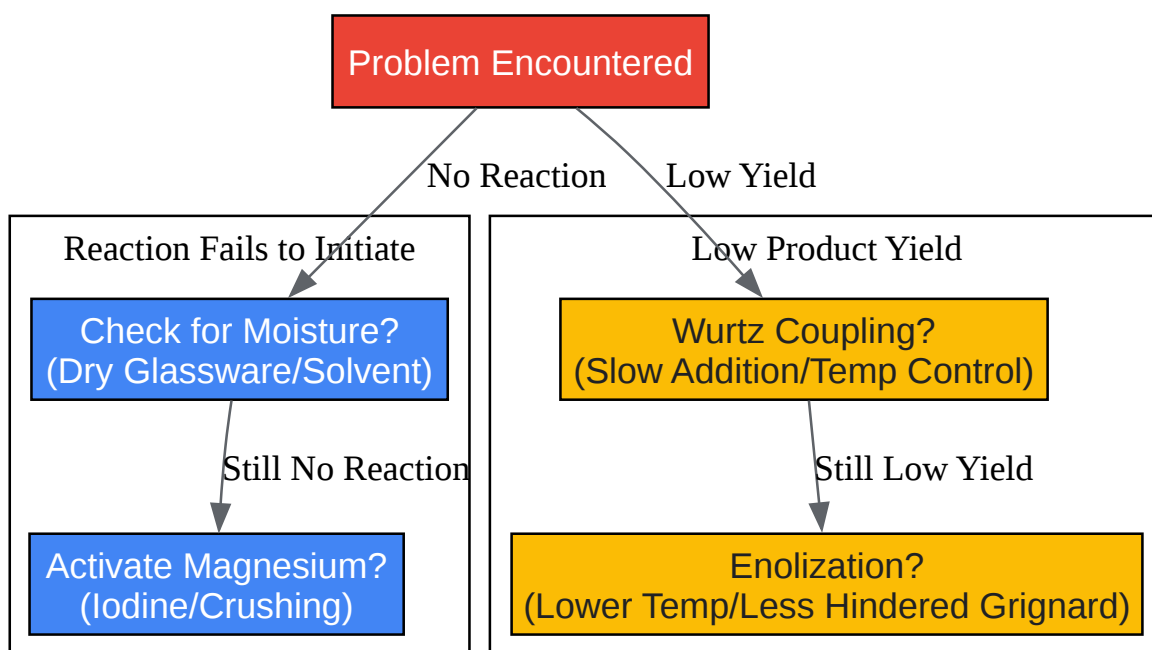 Problem Encountered
No Reaction
Low Yield
Reaction Fails to Initiate
Check for Moisture?
(Dry Glassware/Solvent)
Still No Reaction
Activate Magnesium?
(Iodine/Crushing)
Low Product Yield
Wurtz Coupling?
(Slow Addition/Temp Control)
Still Low Yield
Enolization?
(Lower Temp/Less Hindered Grignard)